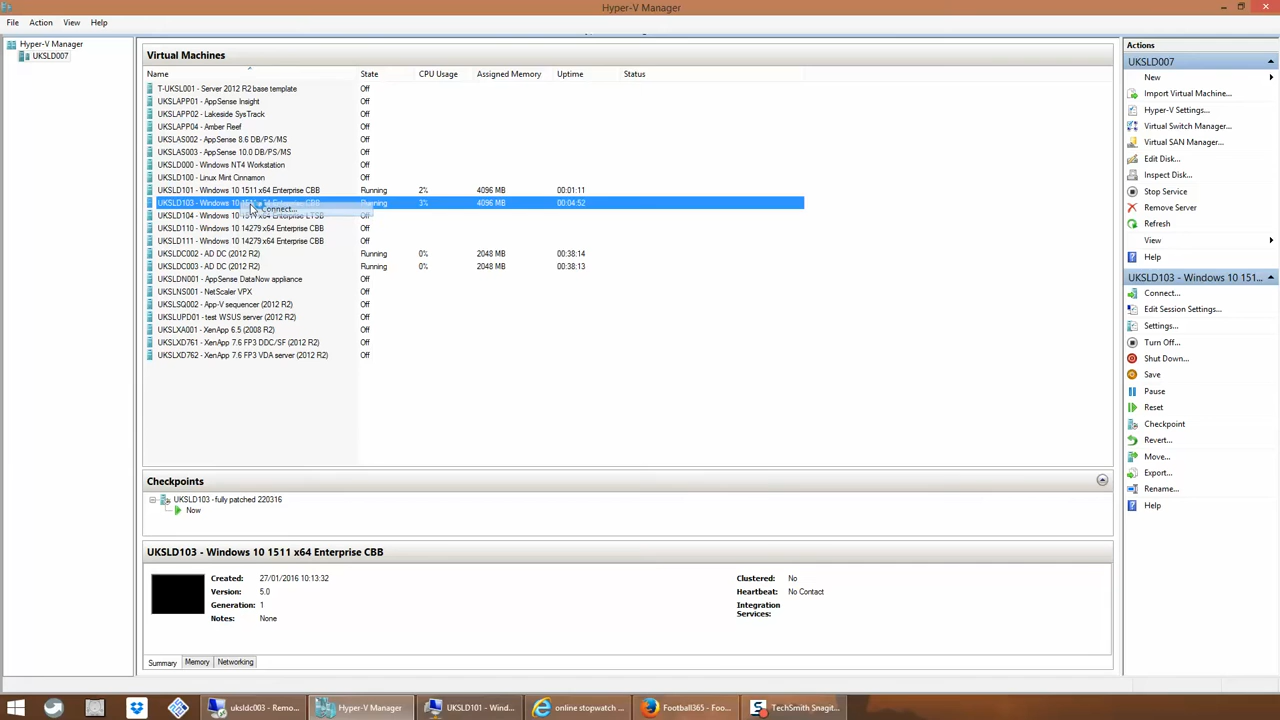 Hyper-V Manager
File Action View Help
Hyper-V Manager
UKSLD007
Virtual Machines
Name State CPU Usage Assigned Memory Uptime Status
T-UKSL001 - Server 2012 R2 base template Off
UKSLAPP01 - AppSense Insight Off
UKSLAPP02 - Lakeside SysTrack Off
UKSLAPP04 - Amber Reef Off
UKSLAS002 - AppSense 8.6 DB/PS/MS Off
UKSLAS003 - AppSense 10.0 DB/PS/MS Off
UKSLD000 - Windows NT4 Workstation Off
UKSLD100 - Linux Mint Cinnamon Off
UKSLD101 - Windows 10 1511 x64 Enterprise CBB Running 2% 4096 MB 00:01:11
UKSLD103 - Windows 10 Enterprise CBB Running 3% 4096 MB 00:04:52
Connect...
UKSLD104 - Windows 10 1511 x64 Enterprise LTSB Off
UKSLD110 - Windows 10 14279 x64 Enterprise CBB Off
UKSLD111 - Windows 10 14279 x64 Enterprise CBB Off
UKSLDC002 - AD DC (2012 R2) Running 0% 2048 MB 00:38:14
UKSLDC003 - AD DC (2012 R2) Running 0% 2048 MB 00:38:13
UKSLDN001 - AppSense DataNow appliance Off
UKSLNS001 - NetScaler VPX Off
UKSLSQ002 - App-V sequencer (2012 R2) Off
UKSLUPD01 - test WSUS server (2012 R2) Off
UKSLXA001 - XenApp 6.5 (2008 R2) Off
UKSLXD761 - XenApp 7.6 FP3 DDC/SF (2012 R2) Off
UKSLXD762 - XenApp 7.6 FP3 VDA server (2012 R2) Off
Checkpoints
UKSLD103 - fully patched 220316
Now
UKSLD103 - Windows 10 1511 x64 Enterprise CBB
Created: 27/01/2016 10:13:32 Clustered: No
Version: 5.0 Heartbeat: No Contact
Generation: 1 Integration
Services:
Notes: None
Summary Memory Networking
Actions
UKSLD007
New
Import Virtual Machine...
Hyper-V Settings...
Virtual Switch Manager...
Virtual SAN Manager...
Edit Disk...
Inspect Disk...
Stop Service
Remove Server
Refresh
View
Help
UKSLD103 - Windows 10 151...
Connect...
Edit Session Settings...
Settings...
Turn Off...
Shut Down...
Save
Pause
Reset
Checkpoint
Revert...
Move...
Export...
Rename...
Help
uksldc003 - Remo... Hyper-V Manager UKSLD101 - Wind... online stopwatch ... Football365 - Foo... TechSmith Snagit...